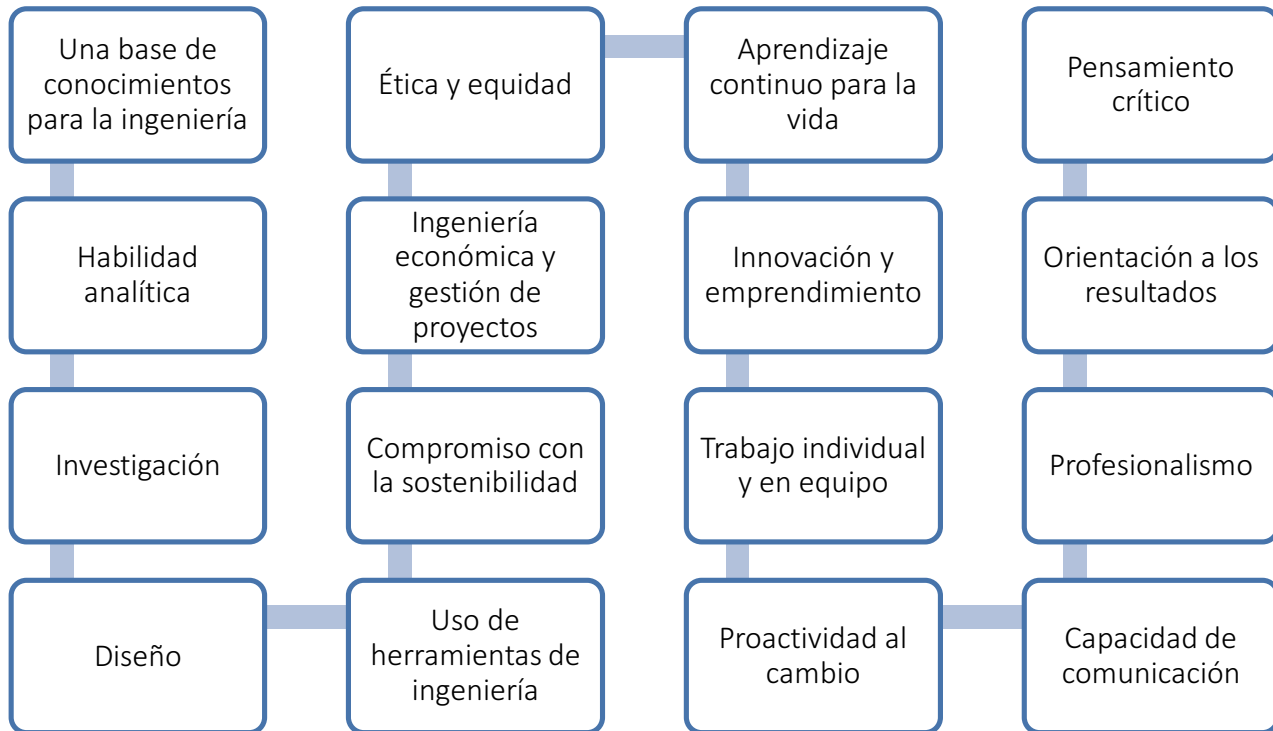 Una base de
conocimientos
para la ingeniería
Habilidad
analítica
Investigación
Diseño
Uso de
herramientas de
ingeniería
Compromiso con
la sostenibilidad
Ingeniería
económica y
gestión de
proyectos
Ética y equidad
Aprendizaje
continuo para la
vida
Innovación y
emprendimiento
Trabajo individual
y en equipo
Proactividad al
cambio
Capacidad de
comunicación
Profesionalismo
Orientación a los
resultados
Pensamiento
crítico